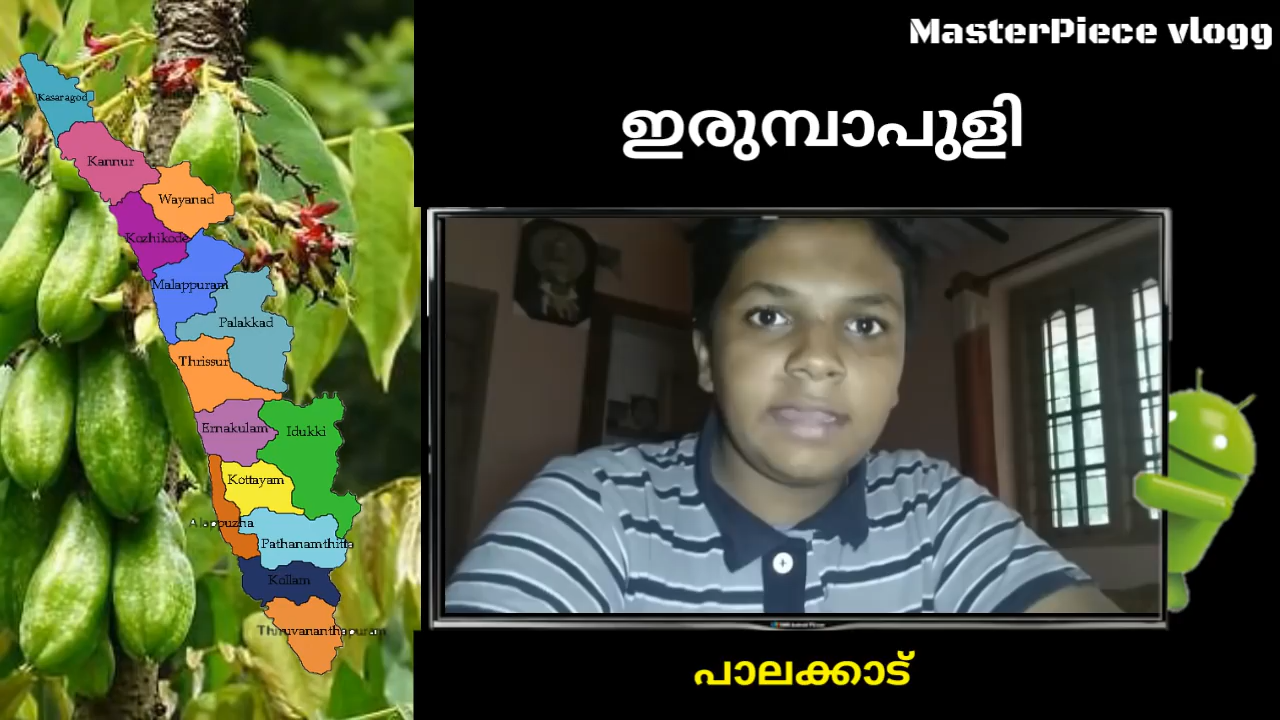 MasterPiece vlogg
ഇരുമ്പാപുളി
Kasaragod
Kannur
Wayanad
Kozhikode
Malappuram
Palakkad
Thrissur
Ernakulam
Idukki
Kottayam
Alappuzha
Pathanamthitta
Kollam
Thiruvananthapuram
പാലക്കാട്